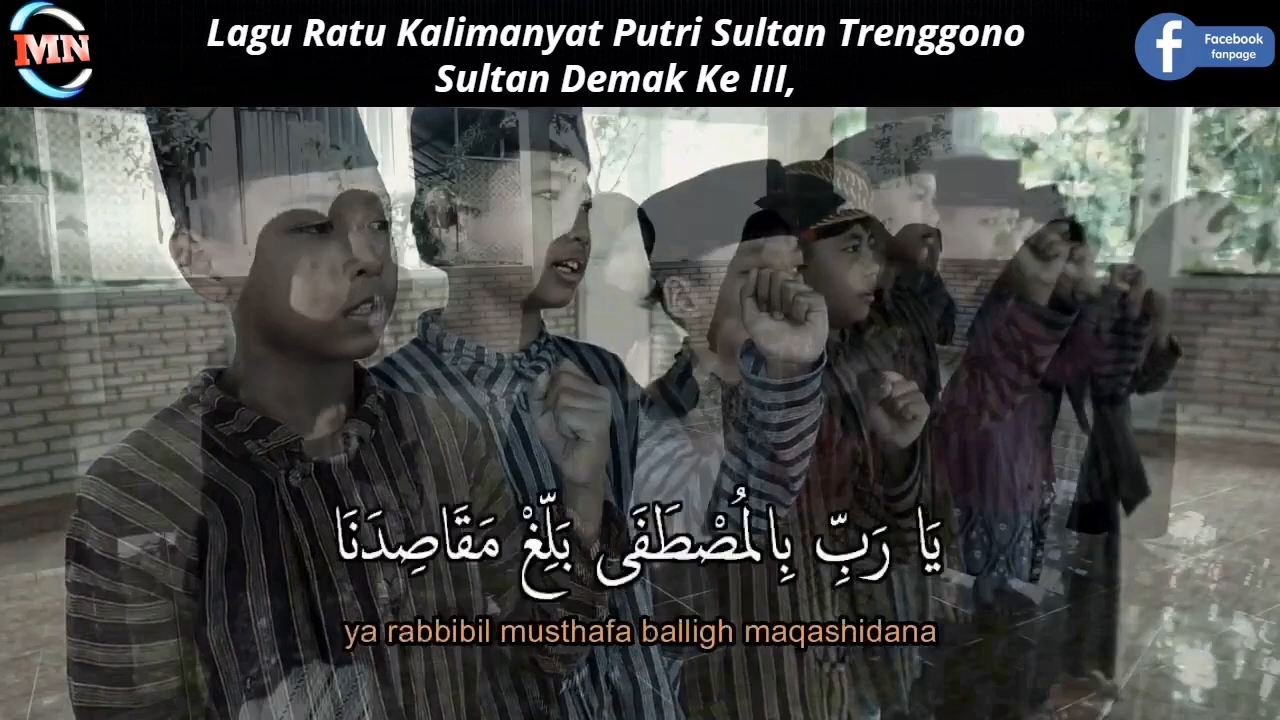 MN
Lagu Ratu Kalimanyat Putri Sultan Trenggono
Sultan Demak Ke III,
Facebook
fanpage
يَا رَبِّ بِالْمُصْطَفَى بَلِّغْ مَقَاصِدَنَا
ya rabbibil musthafa balligh maqashidana